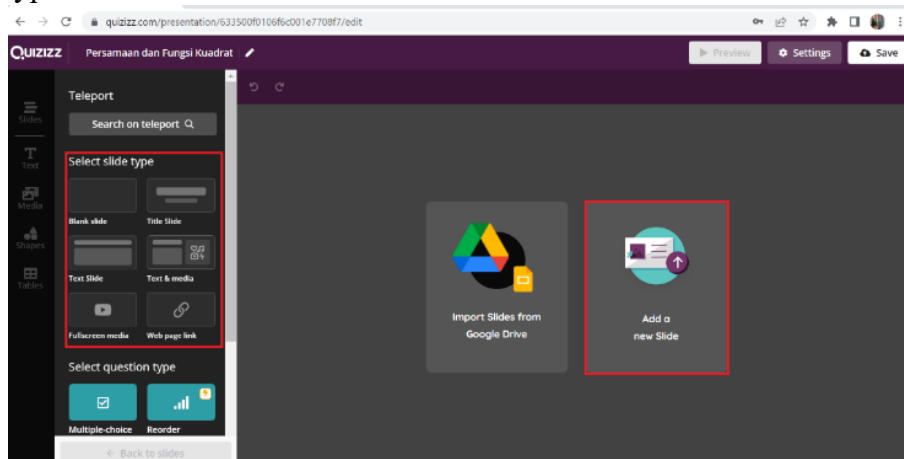 quizizz.com/presentation/633500f0106f6c001e7708f7/edit
QUIZIZZ Persamaan dan Fungsi Kuadrat Preview Settings Save
Teleport
Search on teleport
Slides
Text
Media
Shapes
Tables
Select slide type
Blank slide Title Slide
Text Slide Text & media
Fullscreen media Web page link
Select question type
Multiple-choice Reorder
← Back to slides
Import Slides from
Google Drive
Add a
new Slide